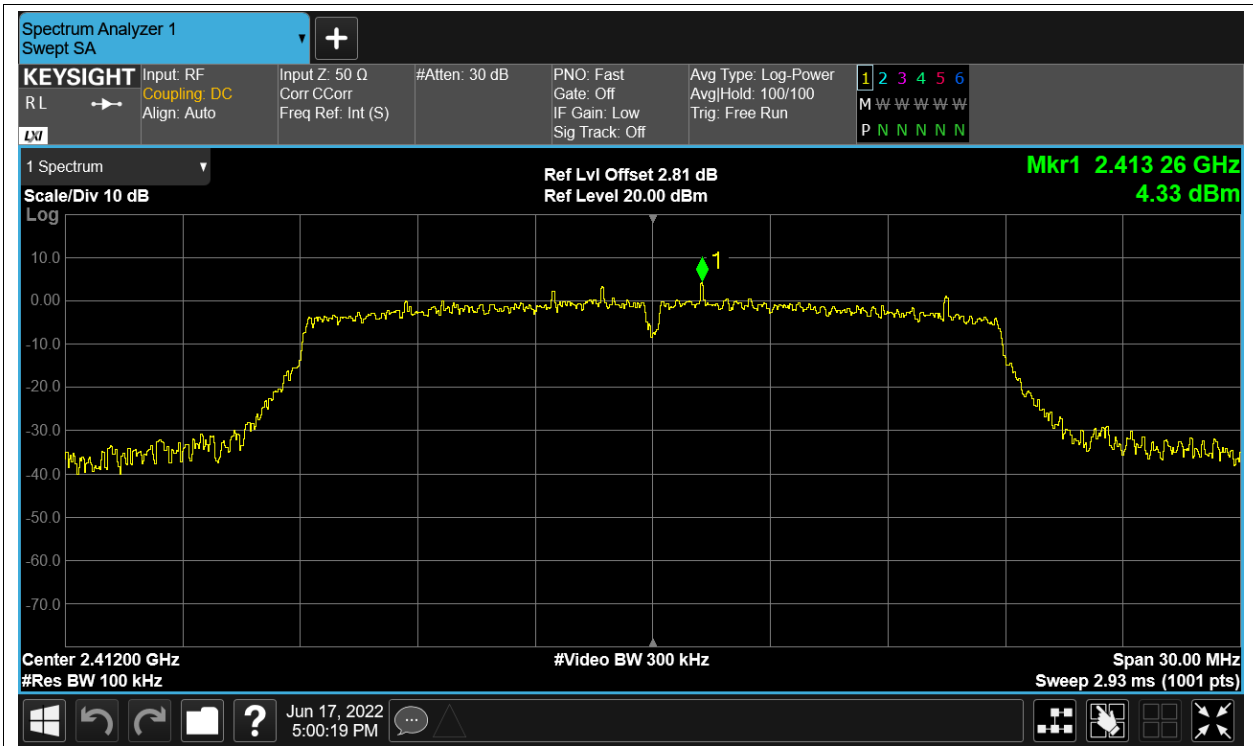 Spectrum Analyzer 1
Swept SA
+
KEYSIGHT
R L
LXI
Input: RF
Coupling: DC
Align: Auto
Input Z: 50 Ω
Corr CCorr
Freq Ref: Int (S)
#Atten: 30 dB
PNO: Fast
Gate: Off
IF Gain: Low
Sig Track: Off
Avg Type: Log-Power
Avg|Hold: 100/100
Trig: Free Run
1 2 3 4 5 6
M W W W W W W
P N N N N N
1 Spectrum
Scale/Div 10 dB
Ref Lvl Offset 2.81 dB
Ref Level 20.00 dBm
Mkr1 2.413 26 GHz
4.33 dBm
Log
10.0
0.00
-10.0
-20.0
-30.0
-40.0
-50.0
-60.0
-70.0
1
Center 2.41200 GHz
#Res BW 100 kHz
#Video BW 300 kHz
Span 30.00 MHz
Sweep 2.93 ms (1001 pts)
?
Jun 17, 2022
5:00:19 PM